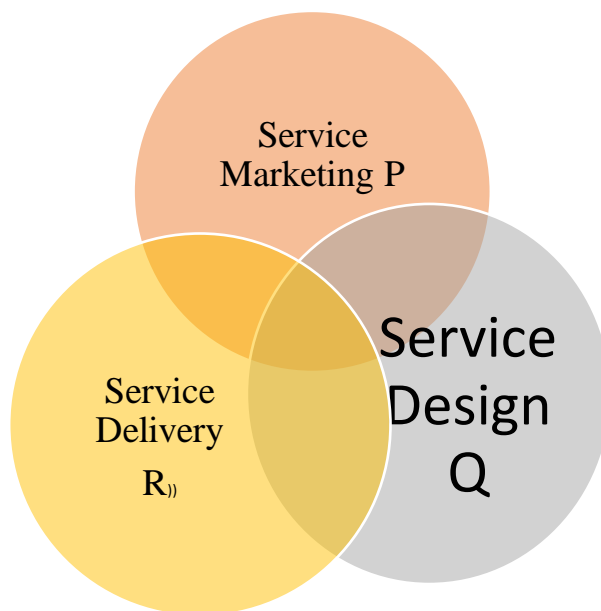 Service
Marketing P
Service
Design
Q
Service
Delivery
R))